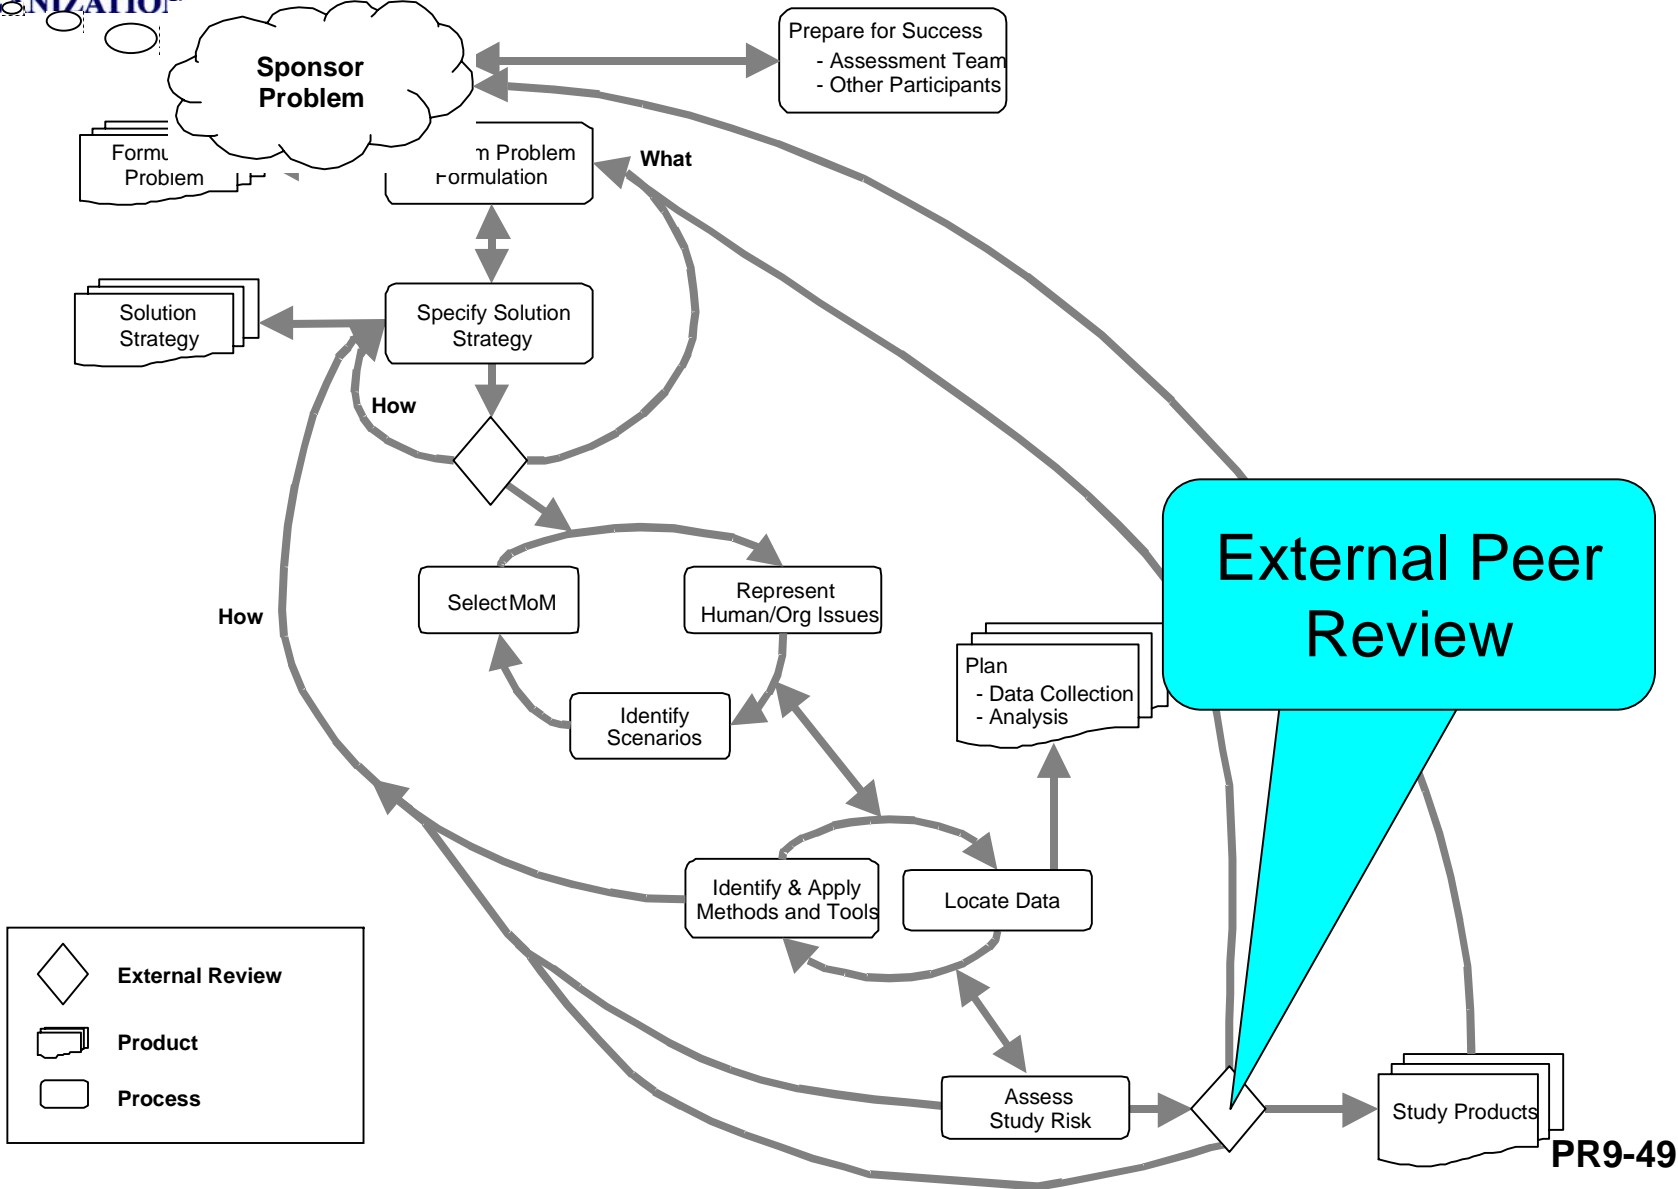 Prepare for Success
- Assessment Team
- Other Participants
Sponsor
Problem
Problem
Problem
Formulation
What
Solution
Strategy
Specify Solution
Strategy
How
External Peer
Review
Select MoM
Represent
Human/Org Issues
How
Plan
- Data Collection
- Analysis
Identify
Scenarios
Identify & Apply
Methods and Tools
Locate Data
External Review
Product
Process
Assess
Study Risk
Study Products
PR9-49